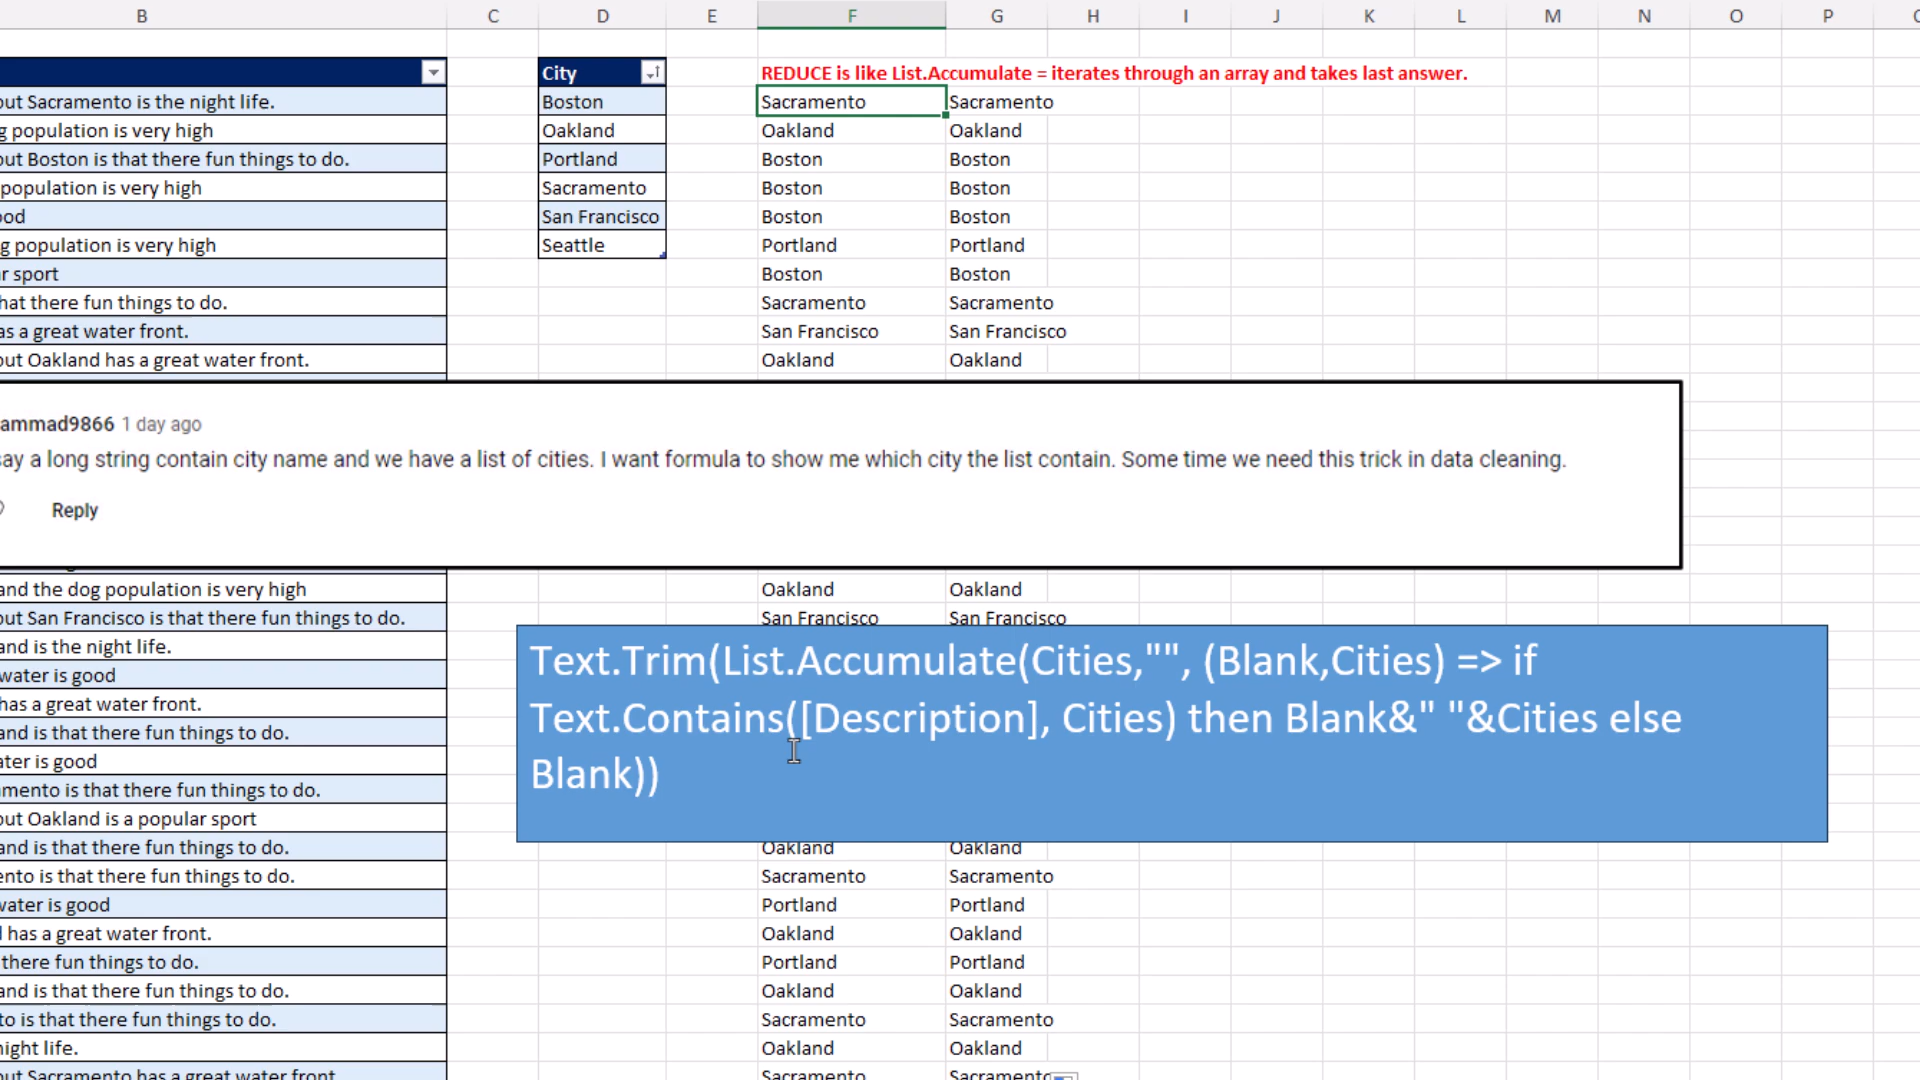 B C D E F G H I J K L M N O P
City REDUCE is like List.Accumulate = iterates through an array and takes last answer.
out Sacramento is the night life. Boston Sacramento Sacramento
g population is very high Oakland Oakland Oakland
out Boston is that there fun things to do. Portland Boston Boston
population is very high Sacramento Boston Boston
ood San Francisco Boston Boston
g population is very high Seattle Portland Portland
r sport Boston Boston
hat there fun things to do. Sacramento Sacramento
as a great water front. San Francisco San Francisco
out Oakland has a great water front. Oakland Oakland
ammad9866 1 day ago
say a long string contain city name and we have a list of cities. I want formula to show me which city the list contain. Some time we need this trick in data cleaning.
Reply
and the dog population is very high Oakland Oakland
out San Francisco is that there fun things to do. San Francisco San Francisco
and is the night life.
water is good
has a great water front.
and is that there fun things to do.
ater is good
amento is that there fun things to do.
out Oakland is a popular sport
Text.Trim(List.Accumulate(Cities,"", (Blank,Cities) => if
Text.Contains([Description], Cities) then Blank&" "&Cities else
Blank))
and is that there fun things to do. Oakland Oakland
ento is that there fun things to do. Sacramento Sacramento
water is good Portland Portland
l has a great water front. Oakland Oakland
there fun things to do. Portland Portland
and is that there fun things to do. Oakland Oakland
to is that there fun things to do. Sacramento Sacramento
night life. Oakland Oakland
out Sacramento has a great water front. Sacramento Sacramento